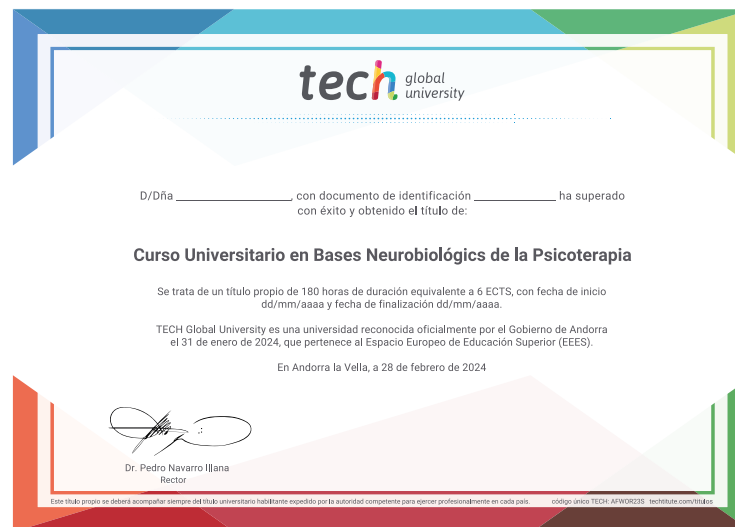 tech global
university
D/Dña ______________, con documento de identificación ______________ ha superado
con éxito y obtenido el título de:
Curso Universitario en Bases Neurobiológics de la Psicoterapia
Se trata de un título propio de 180 horas de duración equivalente a 6 ECTS, con fecha de inicio
dd/mm/aaaa y fecha de finalización dd/mm/aaaa.
TECH Global University es una universidad reconocida oficialmente por el Gobierno de Andorra
el 31 de enero de 2024, que pertenece al Espacio Europeo de Educación Superior (EEES).
En Andorra la Vella, a 28 de febrero de 2024
Dr. Pedro Navarro Illana
Rector
Este título propio se deberá acompañar siempre del título universitario habilitante expedido por la autoridad competente para ejercer profesionalmente en cada país. código único TECH: AFWOR23S techtitute.com/titulos